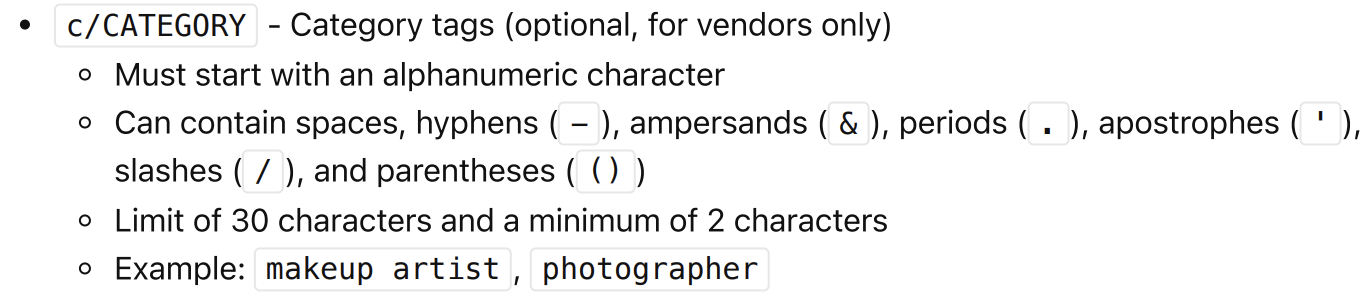 • c/CATEGORY - Category tags (optional, for vendors only)
◦ Must start with an alphanumeric character
◦ Can contain spaces, hyphens ( - ), ampersands ( & ), periods ( . ), apostrophes ( ' ),
slashes ( / ), and parentheses ( () )
◦ Limit of 30 characters and a minimum of 2 characters
◦ Example: makeup artist , photographer